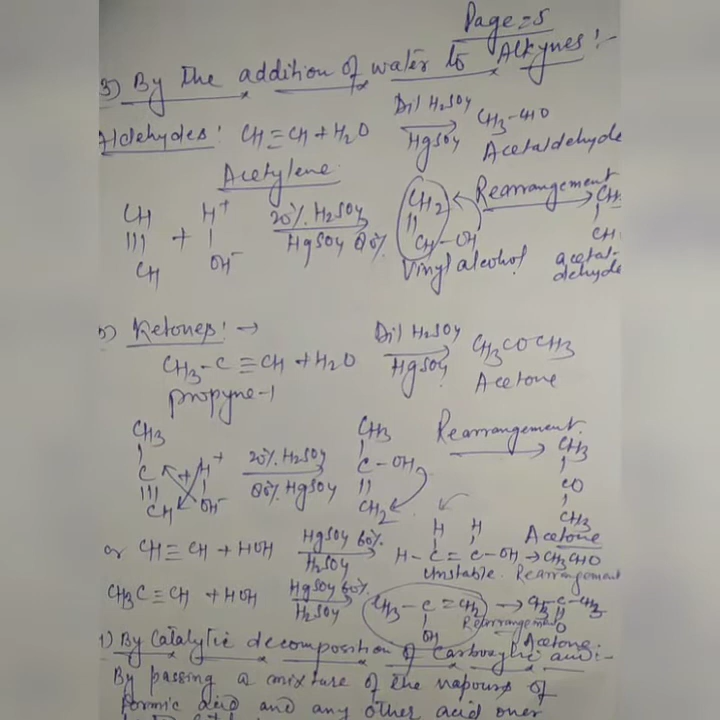 Page=5
3) By the addition of water to Alkynes:-
Aldehydes: CH≡CH + H2O Dil H2SO4 HgSO4 CH3-CHO
Acetylene Acetaldehyde
CH H+ 20% H2SO4 CH2 Rearrangement CH3
||| + | HgSO4 60% || |
CH OH- CH-OH CH
Vinyl alcohol acetal-
dehyde
b) Ketones:→
CH3-C≡CH + H2O Dil H2SO4 HgSO4 CH3COCH3
propyne-1 Acetone
CH3 CH3 Rearrangement
| | CH3
C + H+ 20% H2SO4 C-OH |
||| | 60% HgSO4 || CO
CH OH- CH2 |
CH3
H H Acetone
or CH≡CH + HOH HgSO4 60% H2SO4 H-C=C-OH → CH3CHO
Unstable. Rearrangement
CH3C≡CH + HOH HgSO4 60% H2SO4 CH3-C=CH2 → CH3-C-CH3
| Rearrangement ||
OH O
Acetone.
By catalytic decomposition of Carboxylic acid:-
By passing a mixture of the vapours of
formic acid and any other acid over